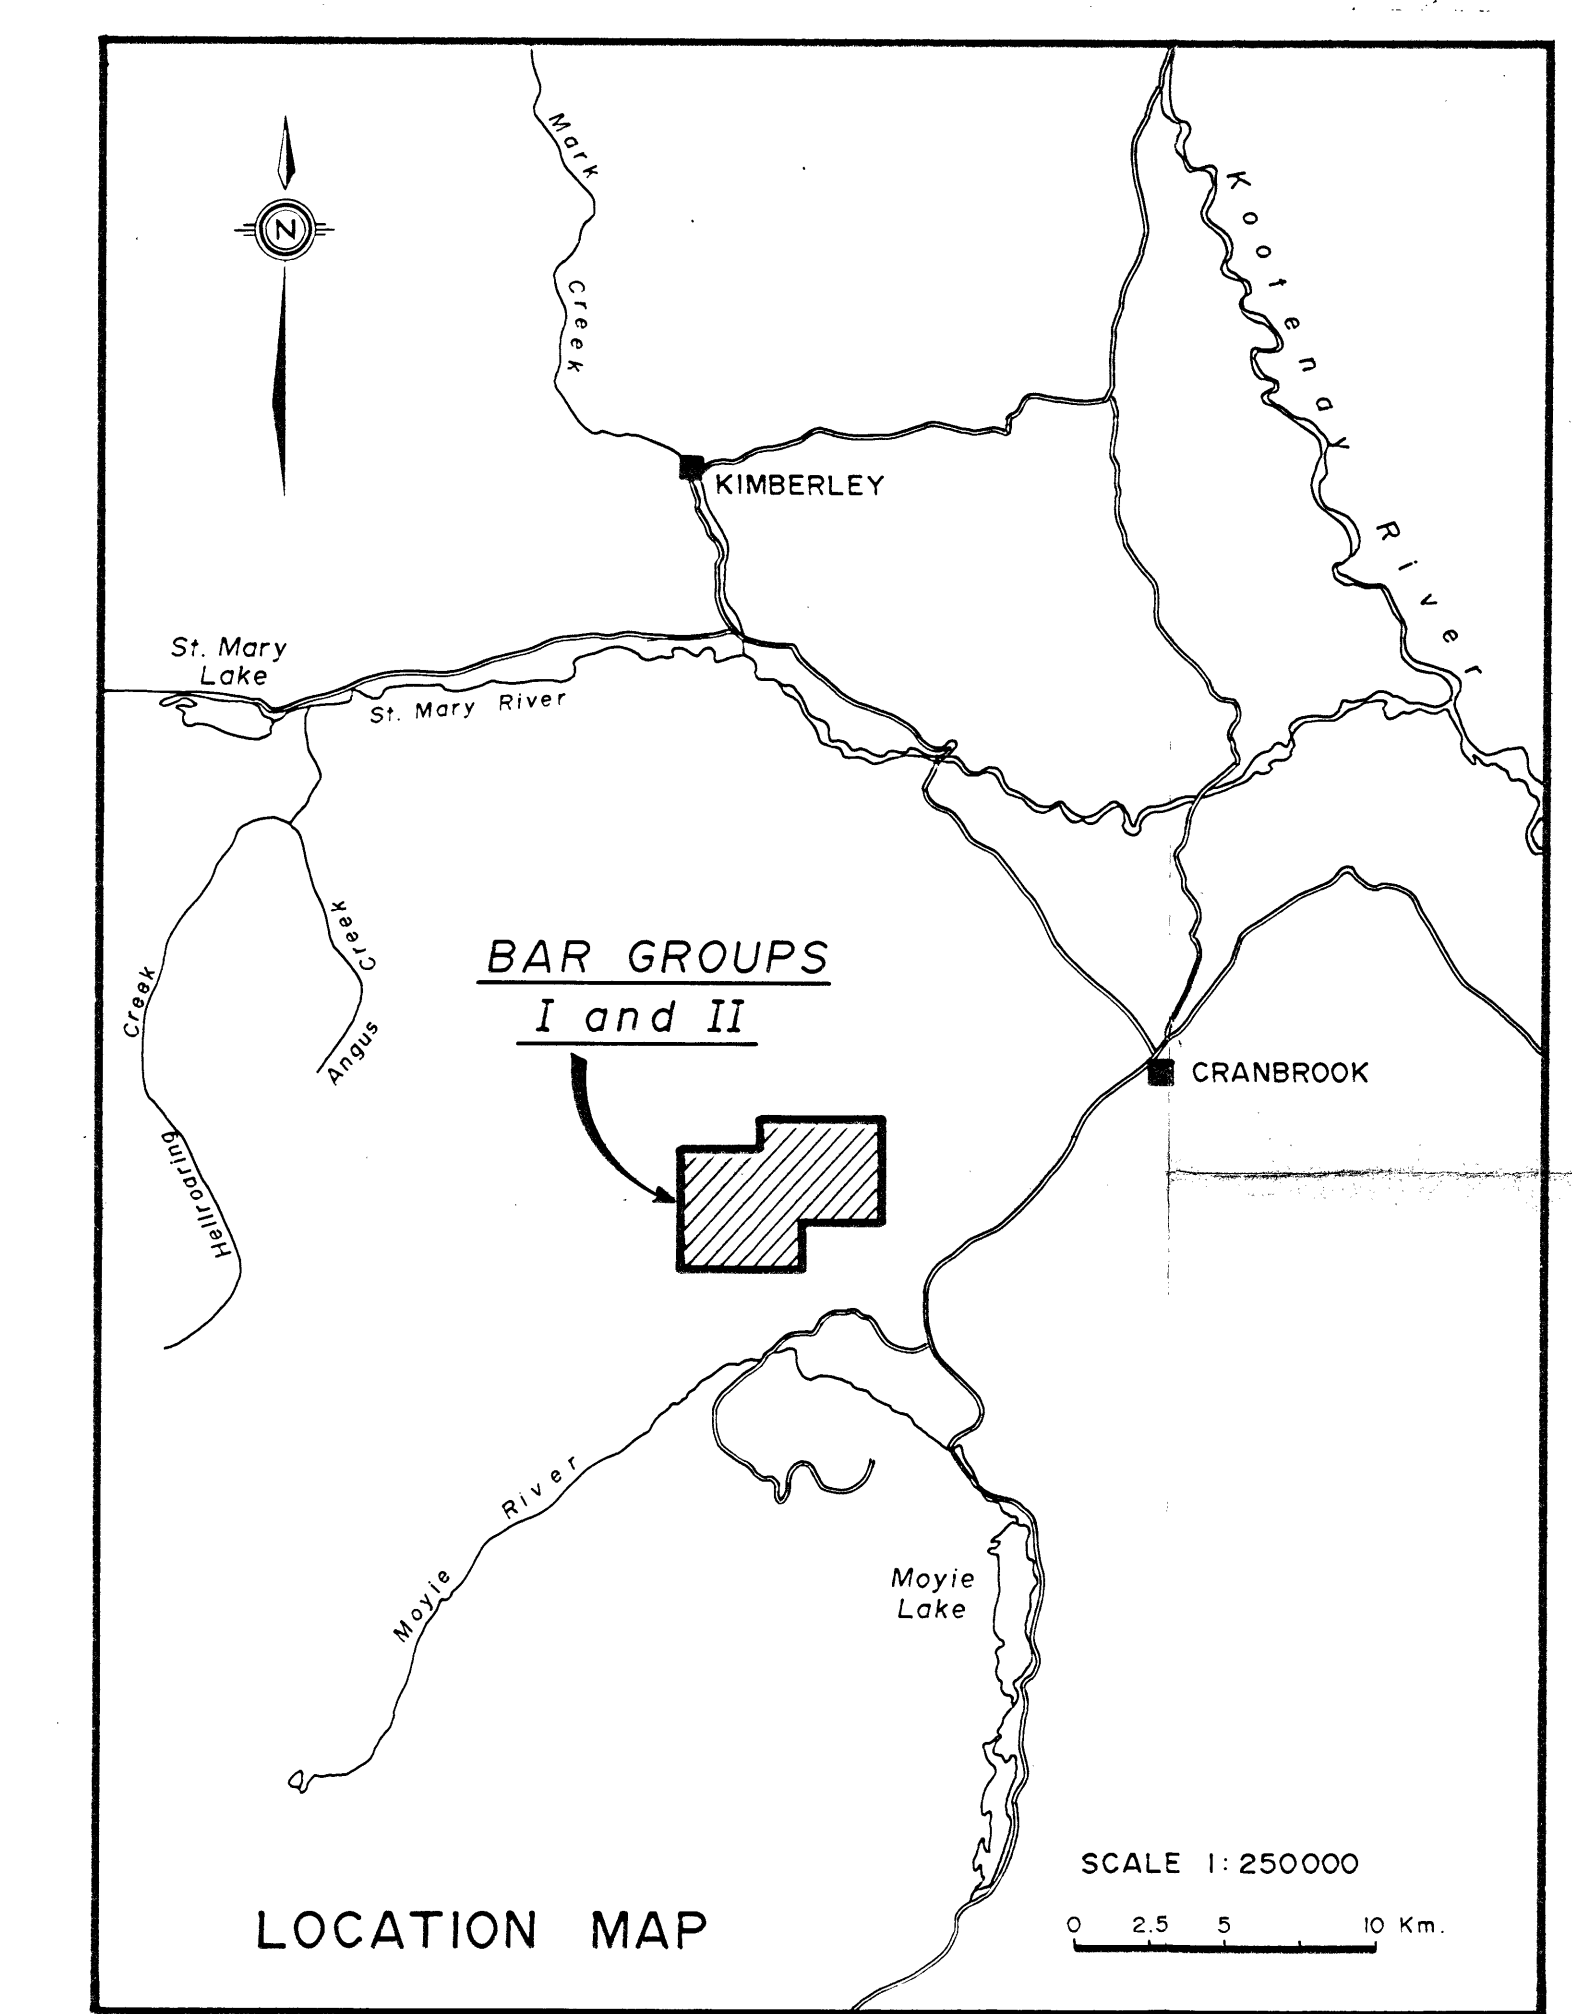 Mark Creek
N
Kootenay River
KIMBERLEY
St. Mary
Lake
St. Mary River
Creek
Angus
Creek
Hellroaring
BAR GROUPS
I and II
CRANBROOK
Moyie River
Moyie
Lake
SCALE 1:250000
0 2.5 5 10 Km.
LOCATION MAP